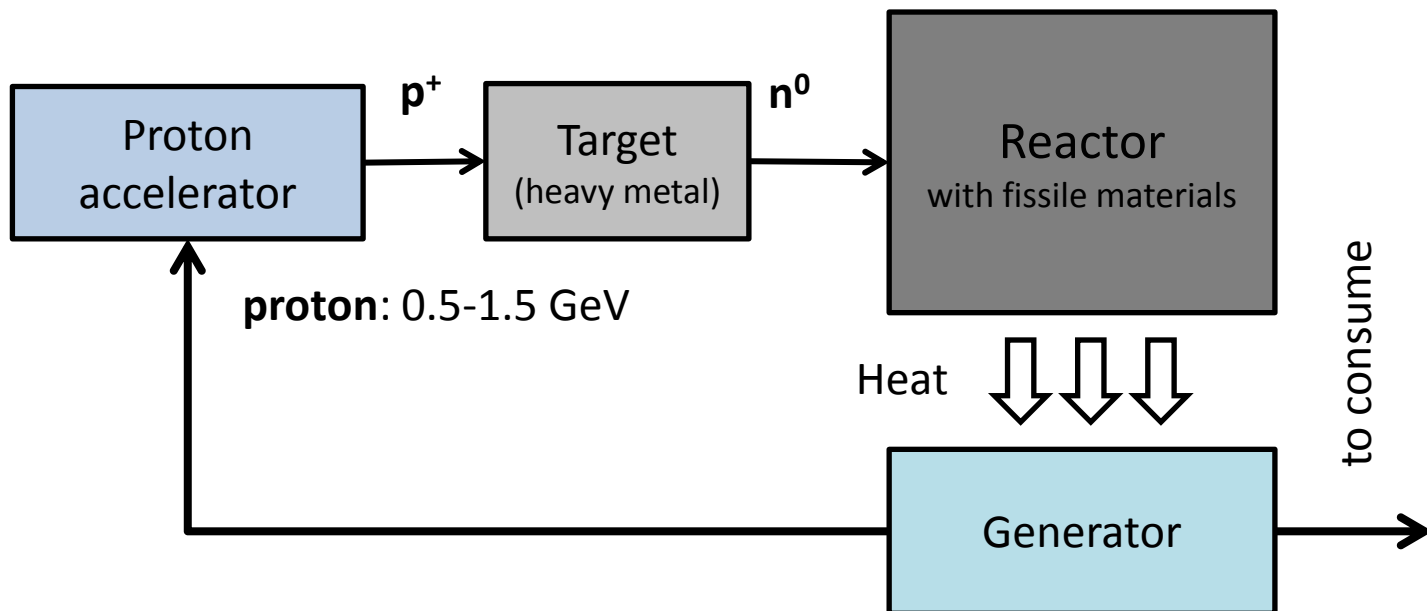 Proton
accelerator
p⁺
Target
(heavy metal)
n⁰
Reactor
with fissile materials
proton: 0.5-1.5 GeV
Heat
to consume
Generator